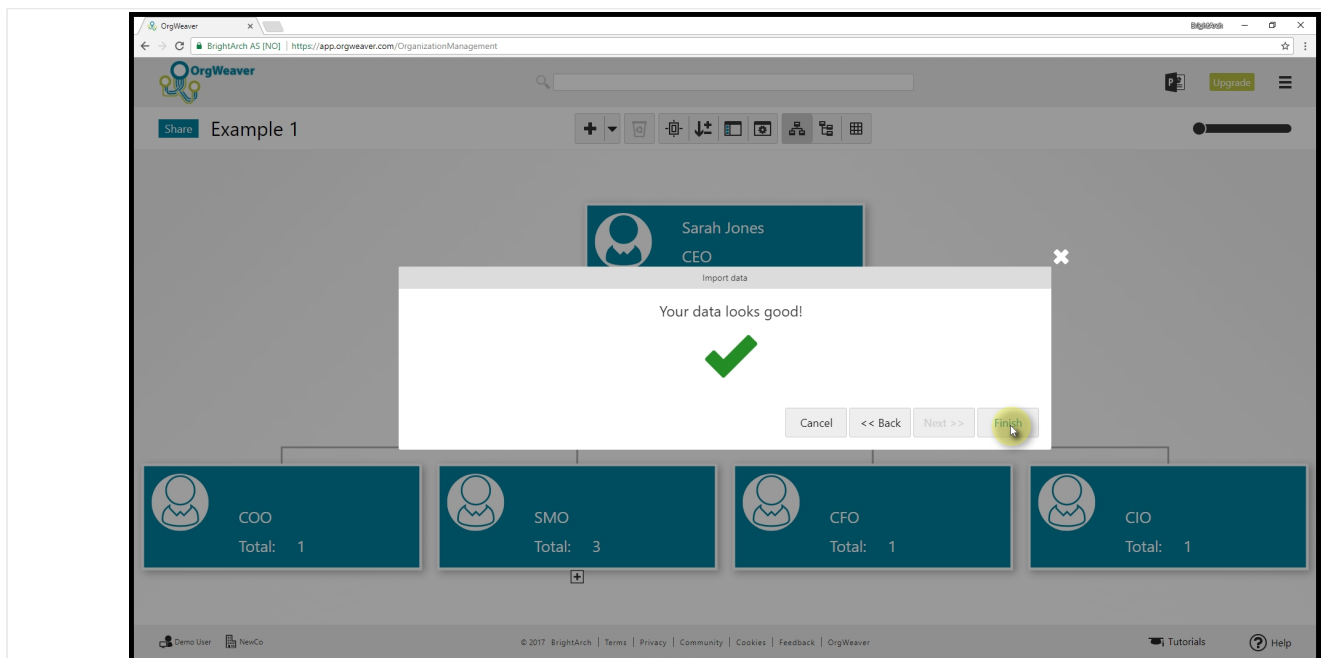 OrgWeaver
BrightArch
BrightArch AS [NO] | https://app.orgweaver.com/OrganizationManagement
OrgWeaver
Upgrade
Share Example 1
Sarah Jones
CEO
Import data
Your data looks good!
Cancel << Back Next >> Finish
COO SMO CFO CIO
Total: 1 Total: 3 Total: 1 Total: 1
Demo User NewCo © 2017 BrightArch | Terms | Privacy | Community | Cookies | Feedback | OrgWeaver Tutorials Help